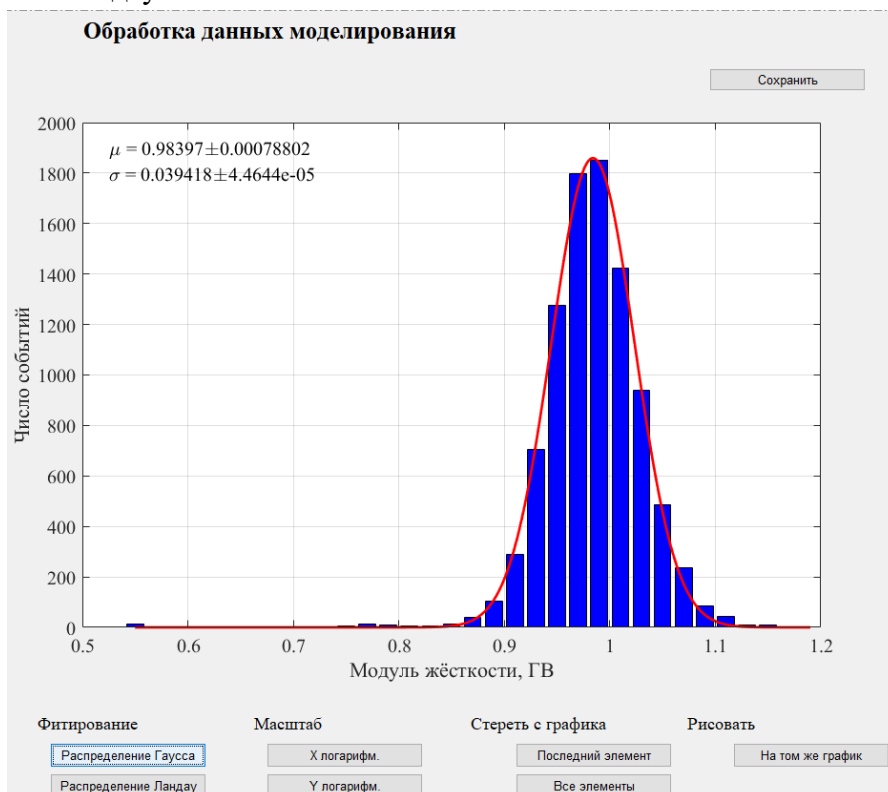 Обработка данных моделирования
Сохранить
μ = 0.98397±0.00078802
σ = 0.039418±4.4644e-05
2000
1800
1600
1400
1200
1000
800
600
400
200
0
Число событий
0.5 0.6 0.7 0.8 0.9 1 1.1 1.2
Модуль жёсткости, ГВ
Фитирование Масштаб Стереть с графика Рисовать
Распределение Гаусса X логарифм. Последний элемент На том же график
Распределение Ландау Y логарифм. Все элементы